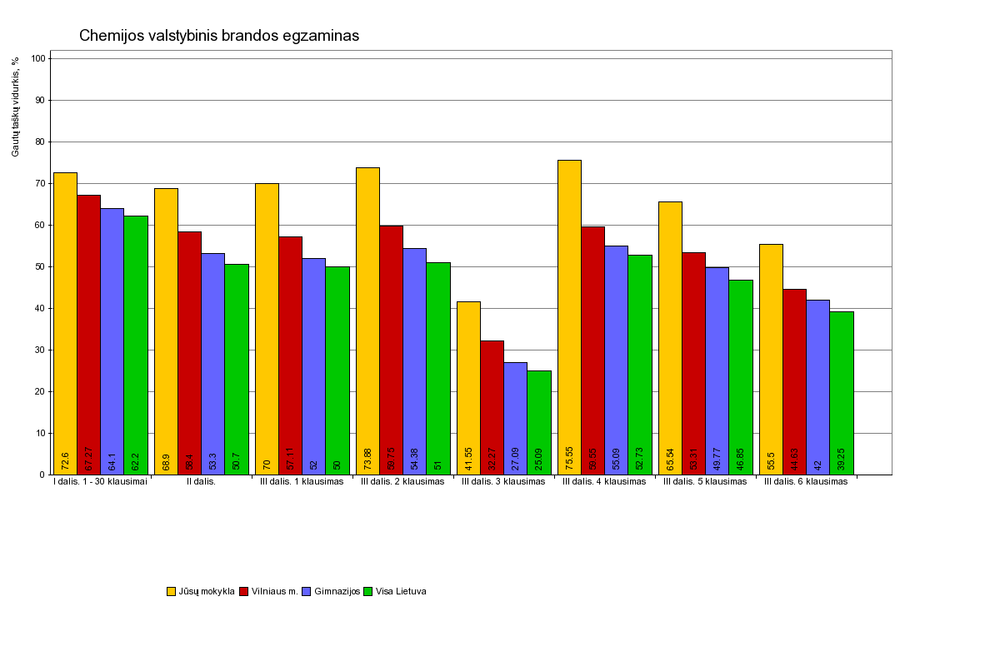 Chemijos valstybinis brandos egzaminas
Gautų taškų vidurkis, %
100
90
80
70
60
50
40
30
20
10
0
72.6 67.27 64.1 62.2 68.9 58.4 53.3 50.7 70 57.11 52 50 73.88 59.75 54.38 51 41.55 32.27 27.09 25.09 75.55 59.55 55.09 52.73 65.54 53.31 49.77 46.85 55.5 44.63 42 39.25
I dalis. 1 - 30 klausimai II dalis. III dalis. 1 klausimas III dalis. 2 klausimas III dalis. 3 klausimas III dalis. 4 klausimas III dalis. 5 klausimas III dalis. 6 klausimas
Jūsų mokykla Vilniaus m. Gimnazijos Visa Lietuva